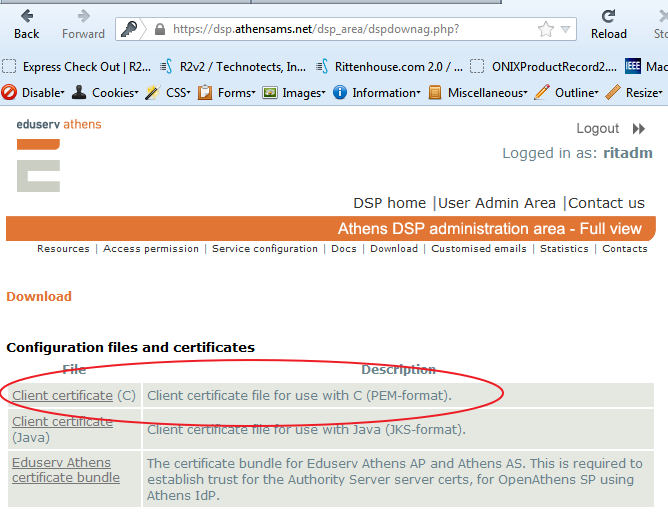 Back
Forward
https://dsp.athensams.net/dsp_area/dspdownag.php?
Reload
Sto
Express Check Out | R2...
R2v2 / Technotects, In...
Rittenhouse.com 2.0 / ...
ONIXProductRecord2....
IEEE
Mac
Disable
Cookies
CSS
Forms
Images
Information
Miscellaneous
Outline
Resize
eduserv athens
Logout
Logged in as: ritadm
DSP home |User Admin Area |Contact us
Athens DSP administration area - Full view
Resources | Access permission | Service configuration | Docs | Download | Customised emails | Statistics | Contacts
Download
Configuration files and certificates
File
Description
Client certificate (C)
Client certificate file for use with C (PEM-format).
Client certificate
(Java)
Client certificate file for use with Java (JKS-format).
Eduserv Athens
certificate bundle
The certificate bundle for Eduserv Athens AP and Athens AS. This is required to
establish trust for the Authority Server server certs, for OpenAthens SP using
Athens IdP.